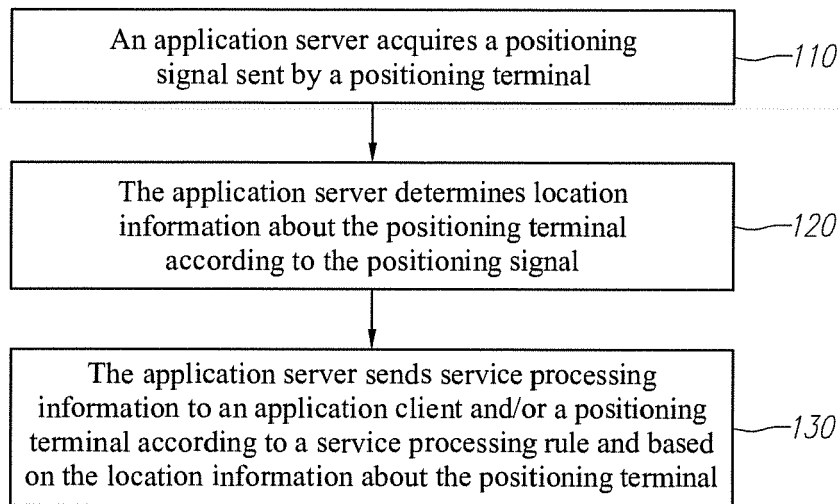 An application server acquires a positioning
signal sent by a positioning terminal
110
The application server determines location
information about the positioning terminal
according to the positioning signal
120
The application server sends service processing
information to an application client and/or a positioning
terminal according to a service processing rule and based
on the location information about the positioning terminal
130